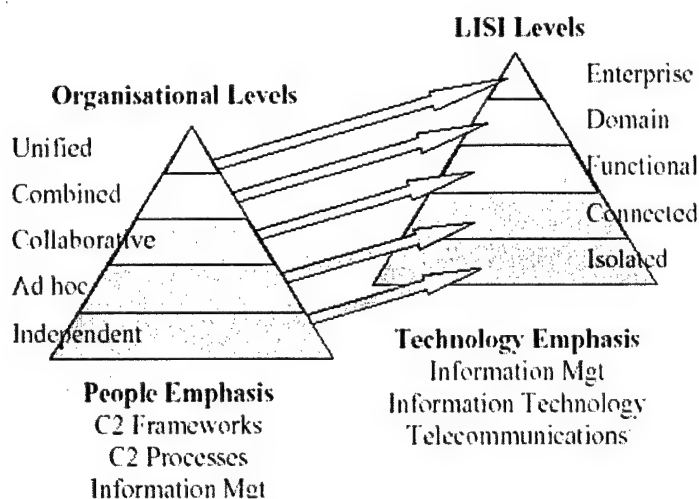 LISI Levels
Enterprise
Domain
Functional
Connected
Isolated
Organisational Levels
Unified
Combined
Collaborative
Ad hoc
Independent
Technology Emphasis
Information Mgt
Information Technology
Telecommunications
People Emphasis
C2 Frameworks
C2 Processes
Information Mgt